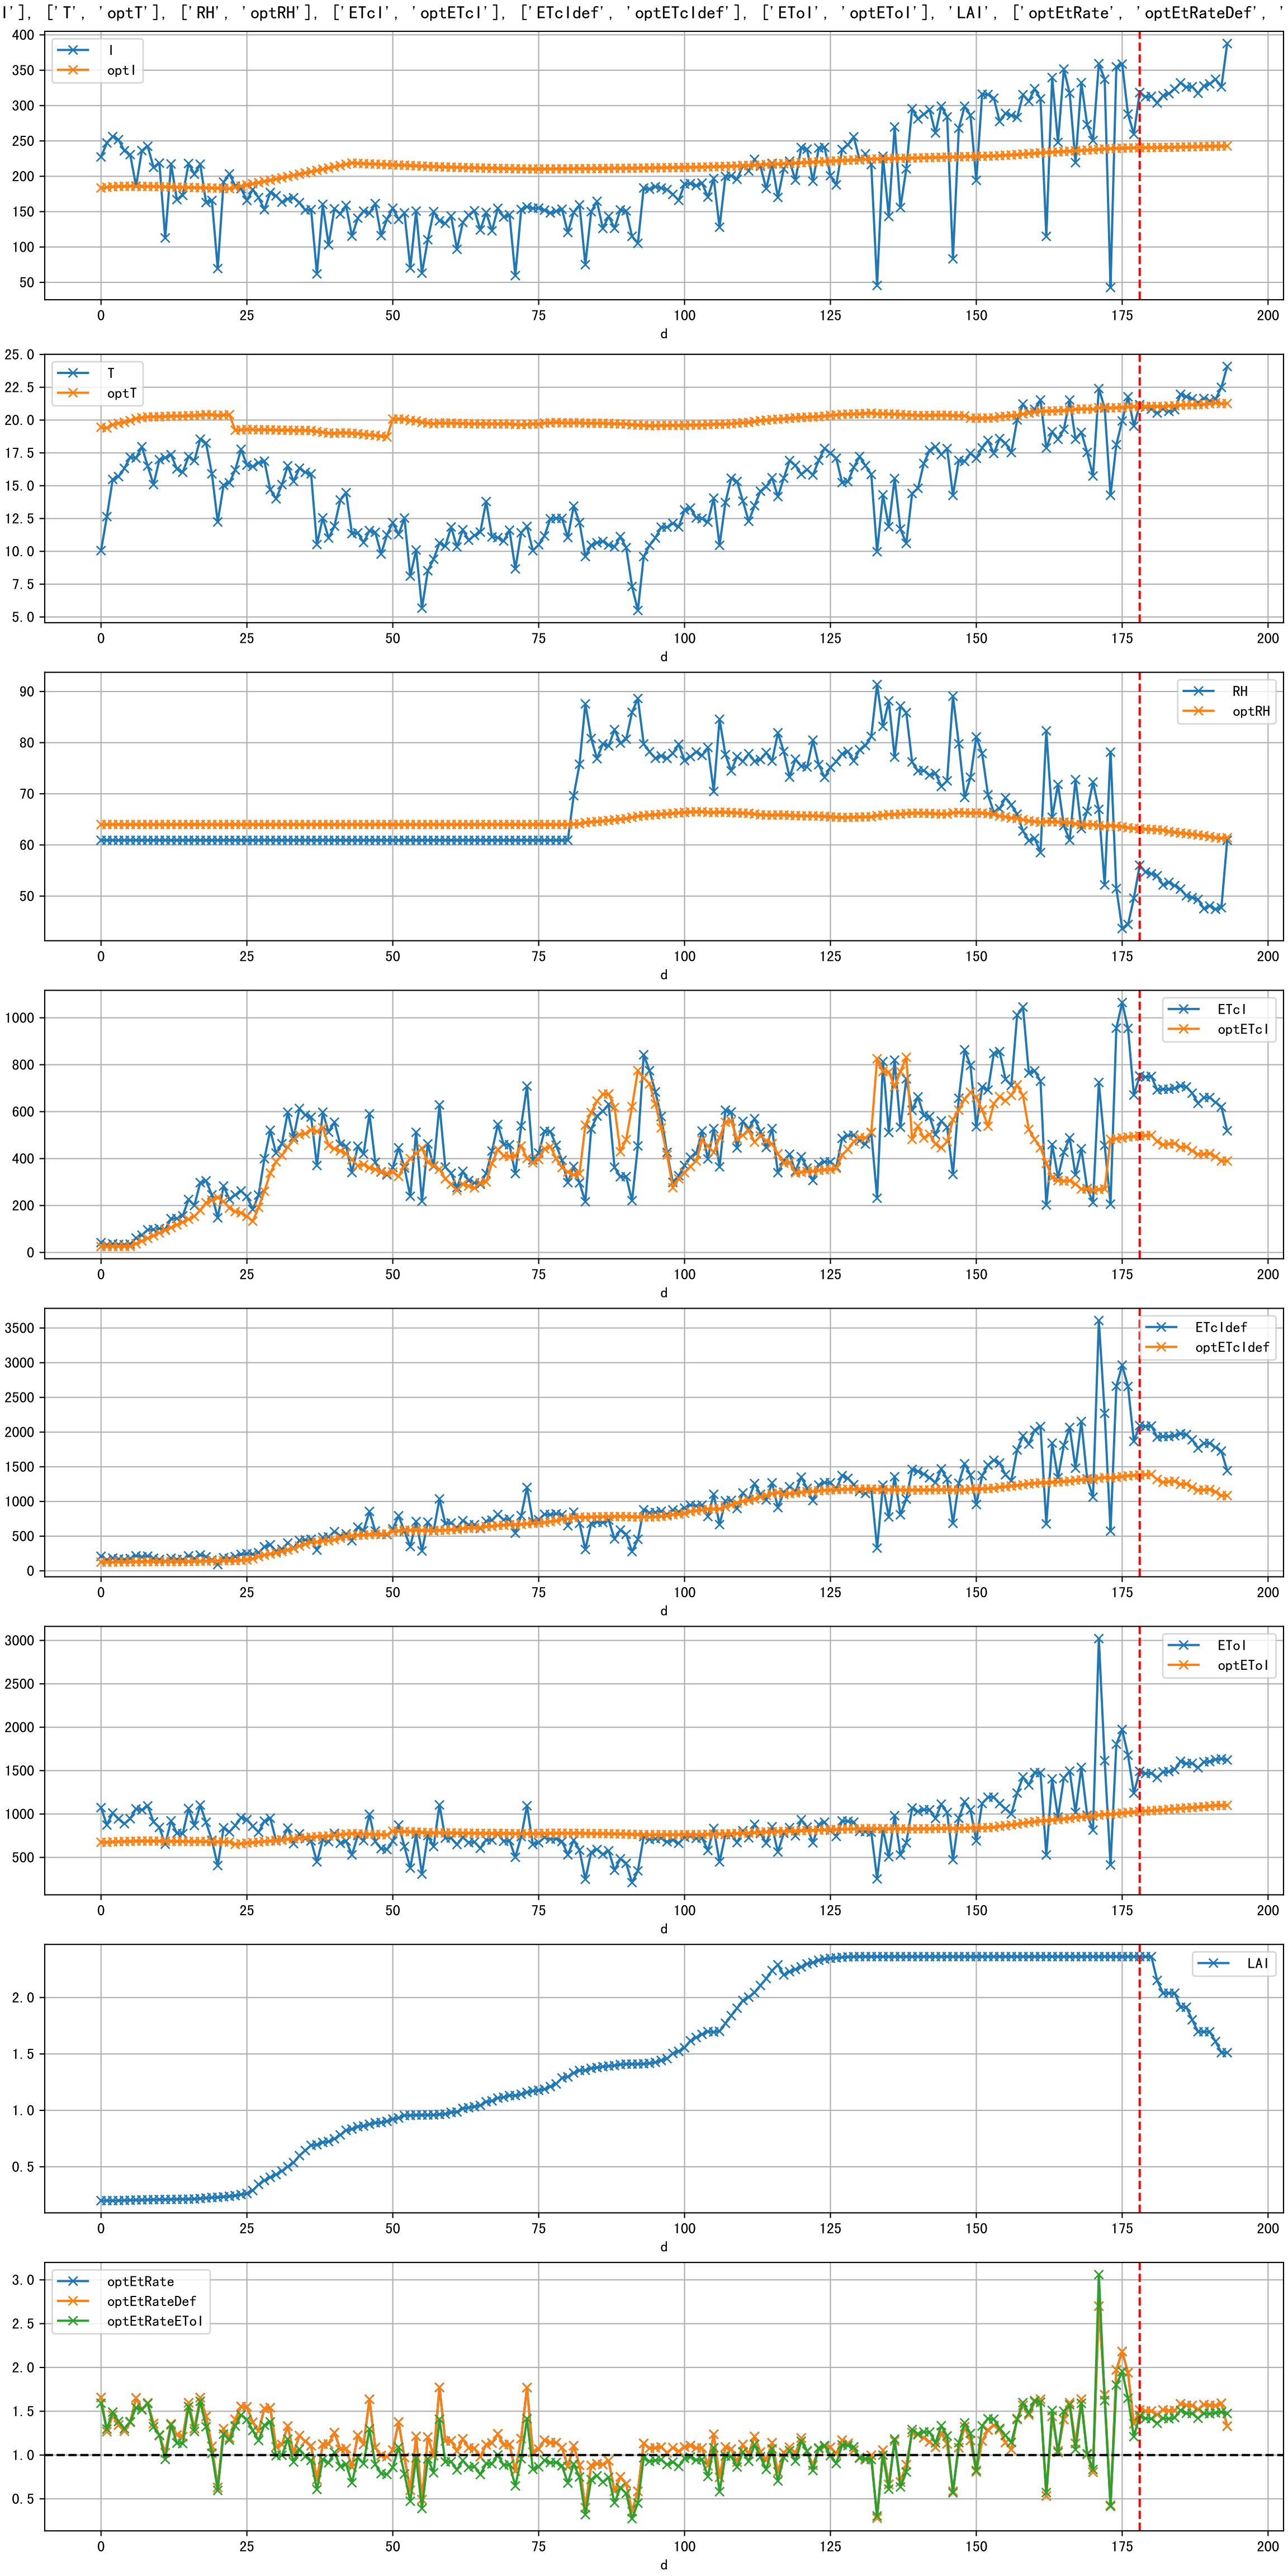 I'], ['T', 'optT'], ['RH', 'optRH'], ['ETcI', 'optETcI'], ['ETcIdef', 'optETcIdef'], ['EToI', 'optEToI'], 'LAI', ['optEtRate', 'optEtRateDef', '
400
350
300
250
200
150
100
50
I
optI
0 25 50 75 100 125 150 175 200
d
25.0
22.5
20.0
17.5
15.0
12.5
10.0
7.5
5.0
T
optT
0 25 50 75 100 125 150 175 200
d
90
80
70
60
50
RH
optRH
0 25 50 75 100 125 150 175 200
d
1000
800
600
400
200
0
ETcI
optETcI
0 25 50 75 100 125 150 175 200
d
3500
3000
2500
2000
1500
1000
500
0
ETcIdef
optETcIdef
0 25 50 75 100 125 150 175 200
d
3000
2500
2000
1500
1000
500
EToI
optEToI
0 25 50 75 100 125 150 175 200
d
2.0
1.5
1.0
0.5
LAI
0 25 50 75 100 125 150 175 200
d
3.0
2.5
2.0
1.5
1.0
0.5
optEtRate
optEtRateDef
optEtRateEToI
0 25 50 75 100 125 150 175 200
d